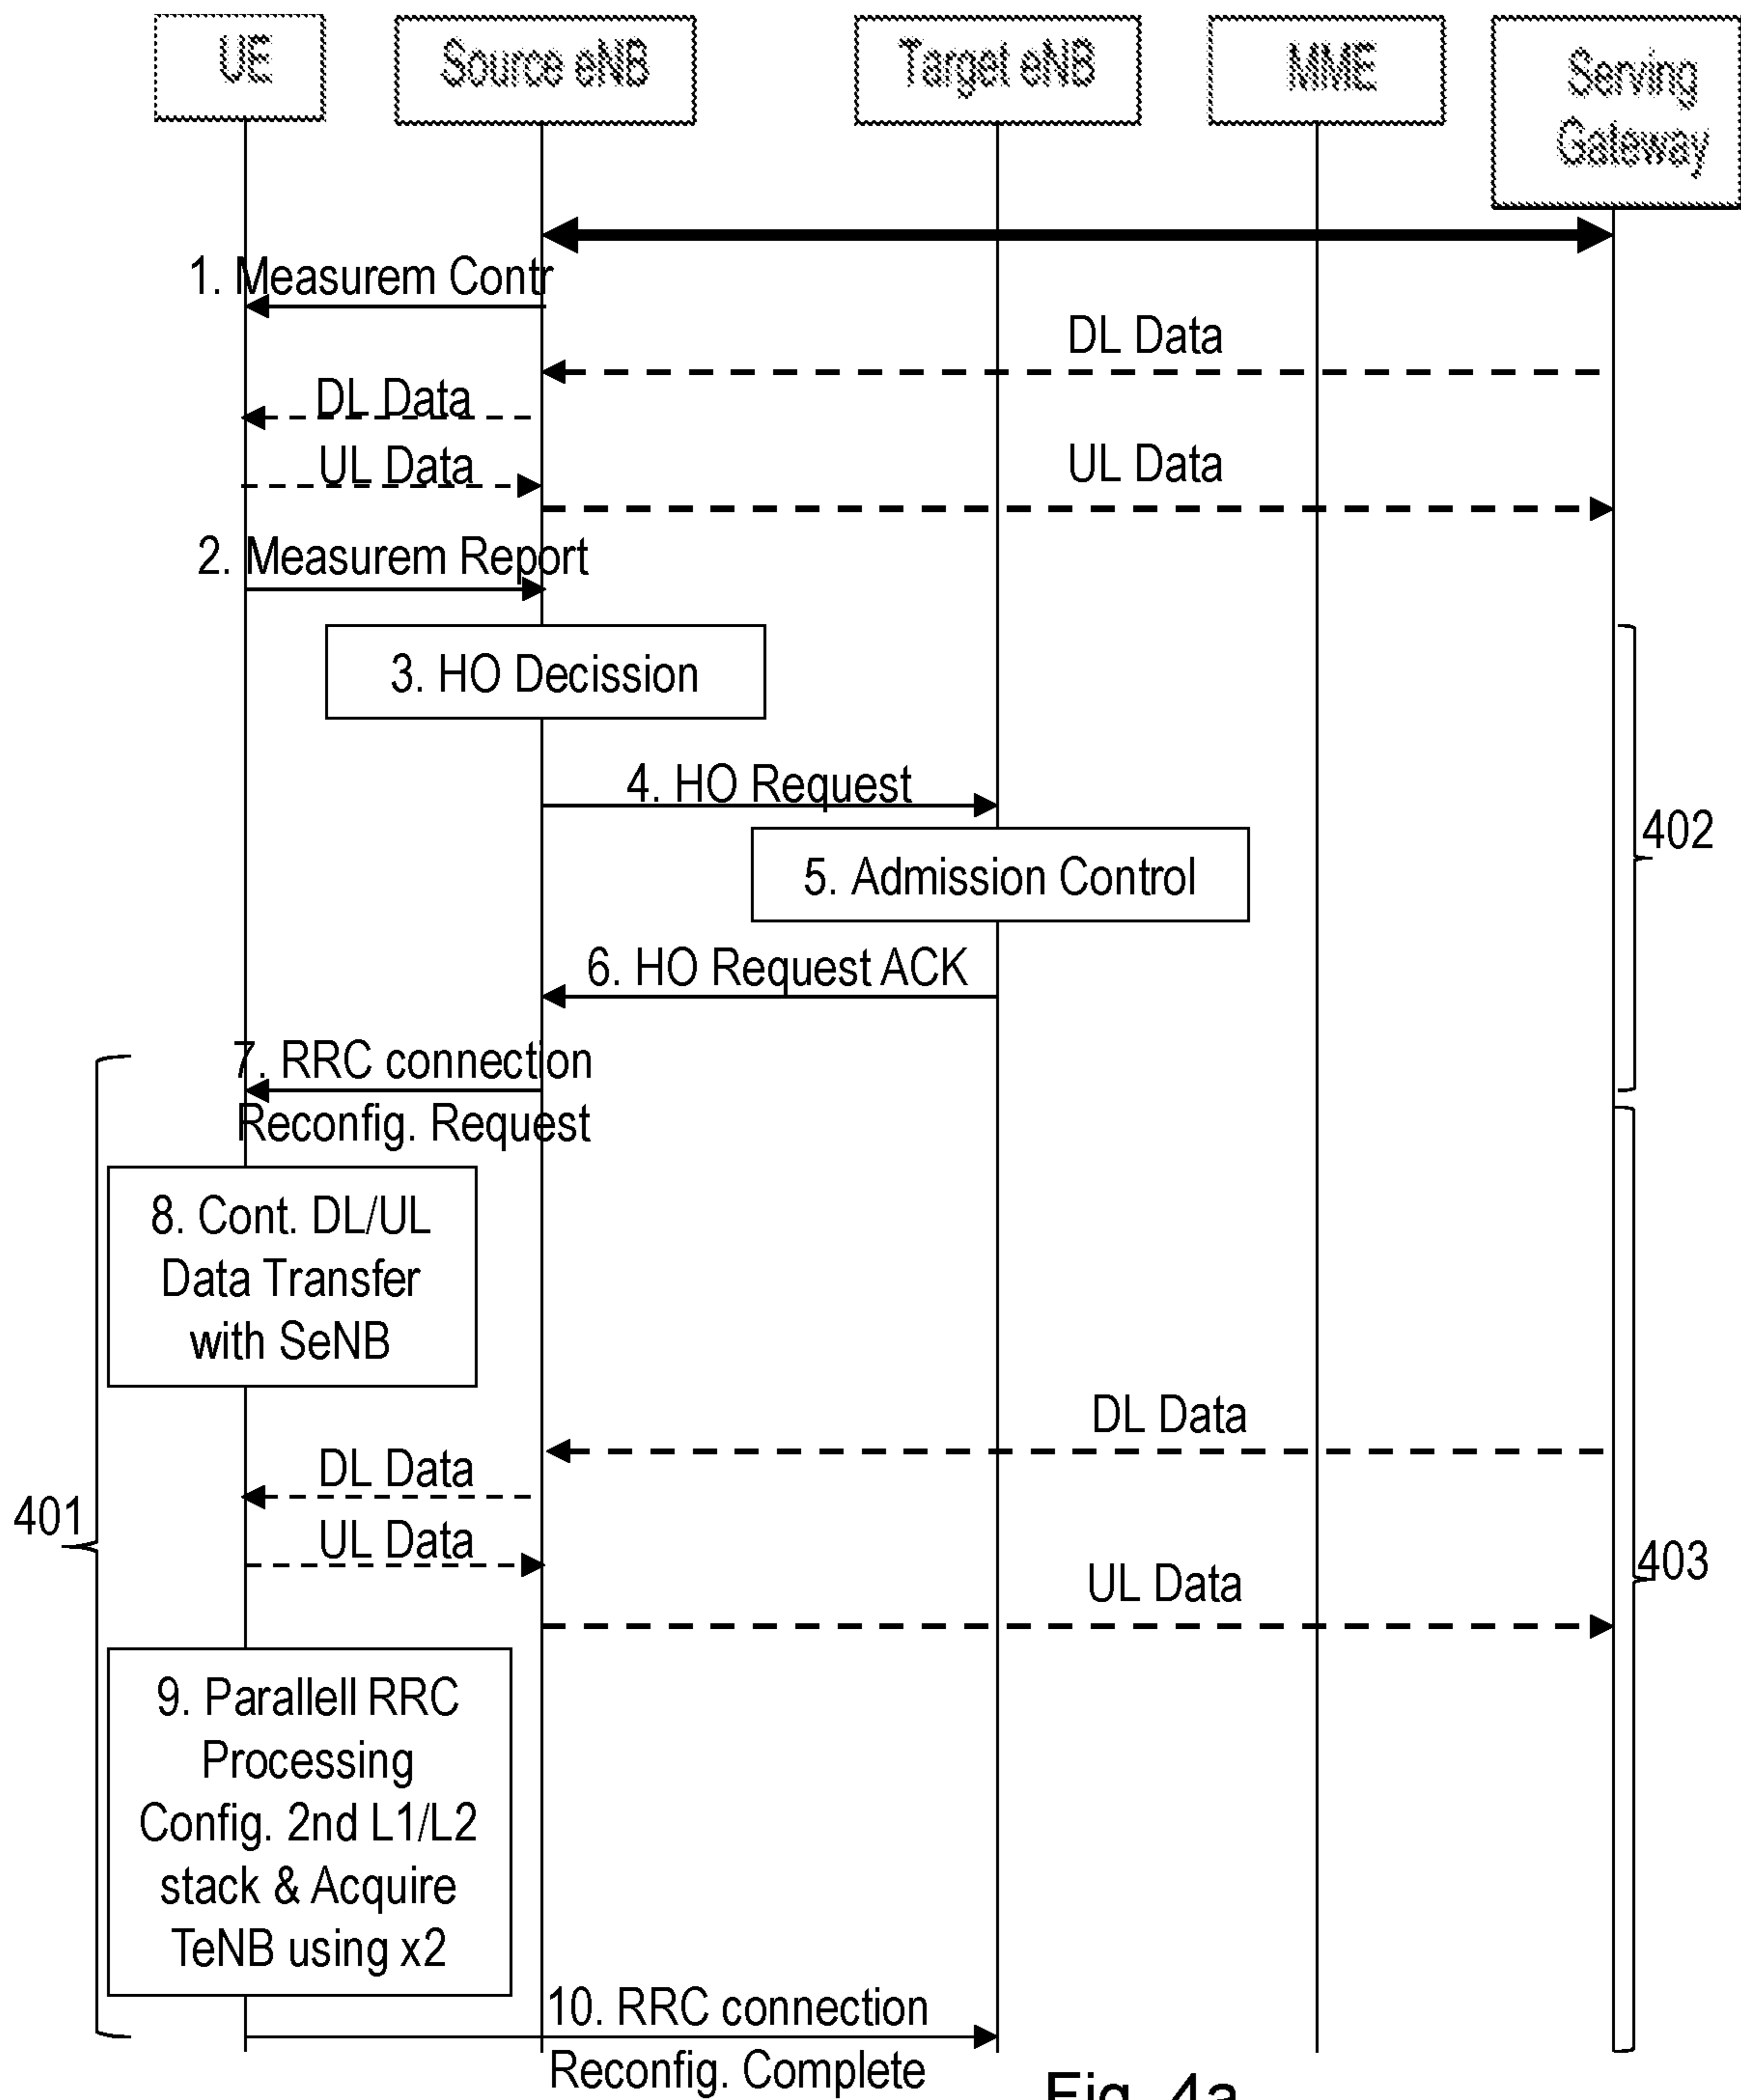 UE
Source eNB
Target eNB
MME
Serving
Gateway
1. Measurem Contr
DL Data
DL Data
UL Data
UL Data
2. Measurem Report
3. HO Decission
4. HO Request
402
5. Admission Control
6. HO Request ACK
7. RRC connection
Reconfig. Request
8. Cont. DL/UL
Data Transfer
with SeNB
DL Data
DL Data
401
UL Data
403
UL Data
9. Parallell RRC
Processing
Config. 2nd L1/L2
stack & Acquire
TeNB using x2
10. RRC connection
Reconfig. Complete
Fig. 4a